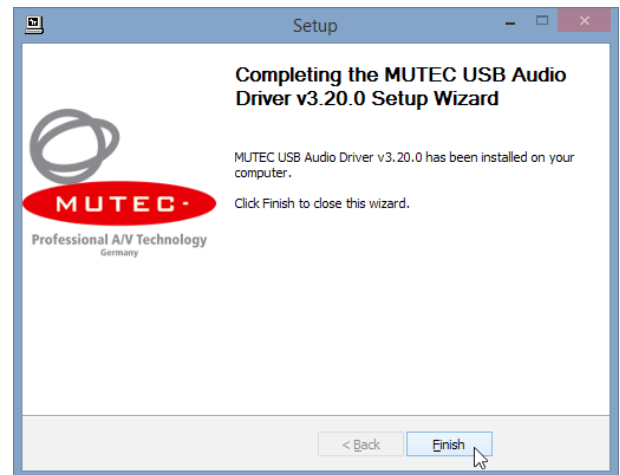 Setup
Completing the MUTEC USB Audio
Driver v3.20.0 Setup Wizard
MUTEC USB Audio Driver v3.20.0 has been installed on your
computer.
Click Finish to close this wizard.
MUTEC·
Professional A/V Technology
Germany
< Back
Finish